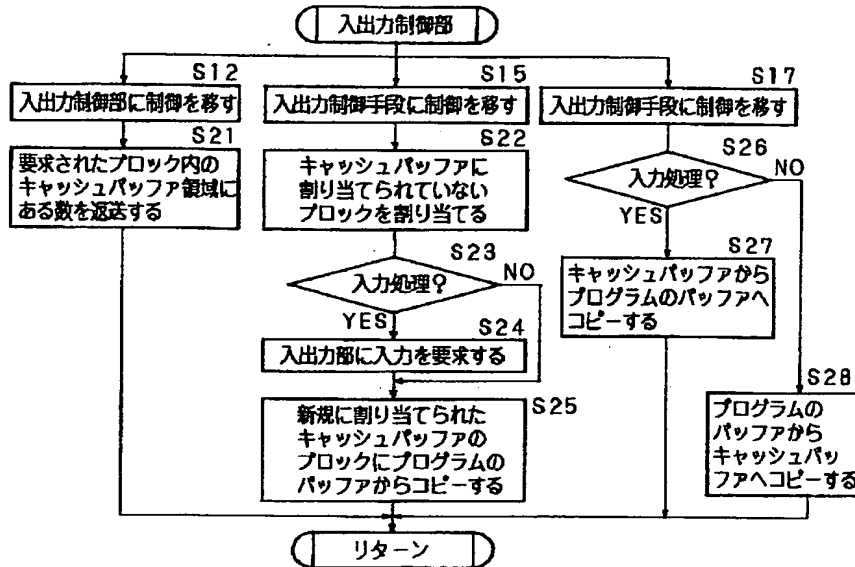 入出力制御部
S12
入出力制御部に制御を移す
S21
要求されたブロック内の
キャッシュバッファ領域に
ある数を返送する
S15
入出力制御手段に制御を移す
S22
キャッシュバッファに
割り当てられていない
ブロックを割り当てる
S23
入力処理?
NO
YES
S24
入出力部に入力を要求する
S25
新規に割り当てられた
キャッシュバッファの
ブロックにプログラムの
バッファからコピーする
S17
入出力制御手段に制御を移す
S26
入力処理?
NO
YES
S27
キャッシュバッファから
プログラムのバッファへ
コピーする
S28
プログラムの
バッファから
キャッシュバッ
ファへコピーする
リターン